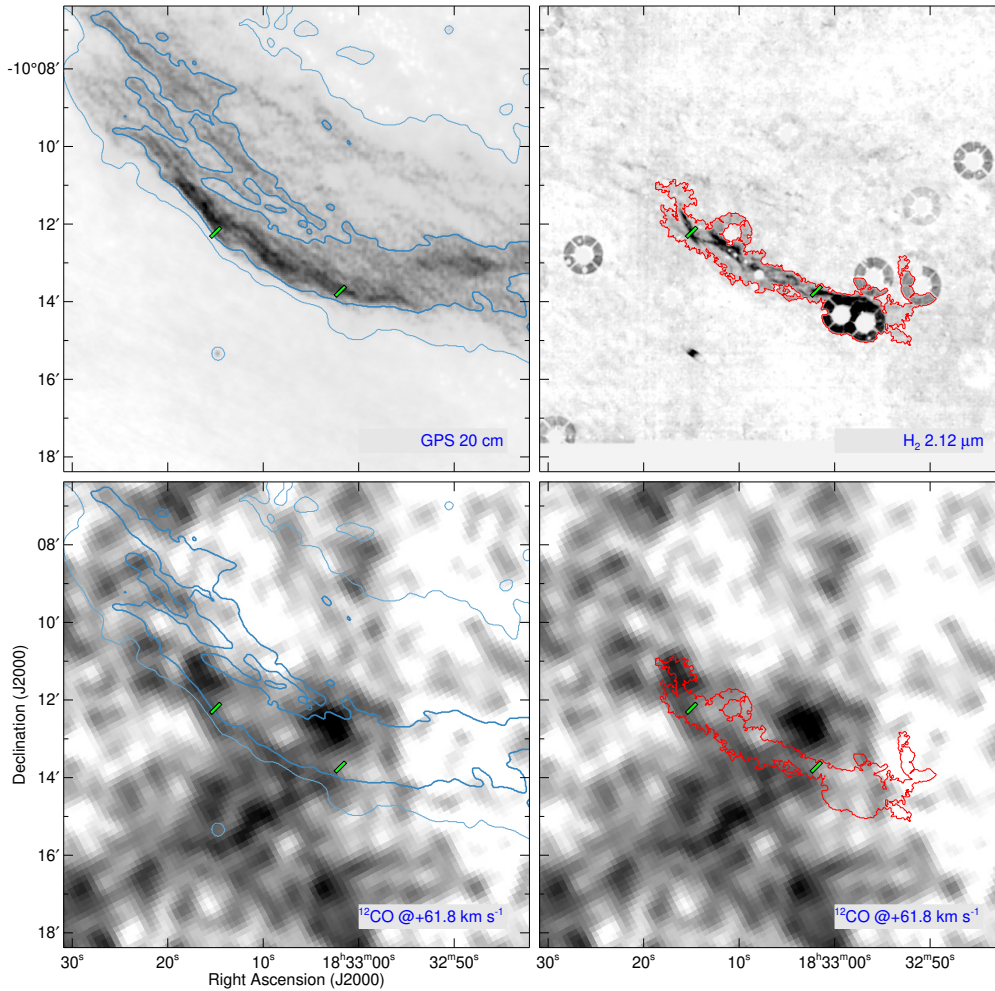 -10°08′
10′
12′
14′
16′
18′
GPS 20 cm
H₂ 2.12 μm
Declination (J2000)
08′
10′
12′
14′
16′
18′
¹²CO @+61.8 km s⁻¹
¹²CO @+61.8 km s⁻¹
30ˢ 20ˢ 10ˢ 18ʰ33ᵐ00ˢ 32ᵐ50ˢ
30ˢ 20ˢ 10ˢ 18ʰ33ᵐ00ˢ 32ᵐ50ˢ
Right Ascension (J2000)